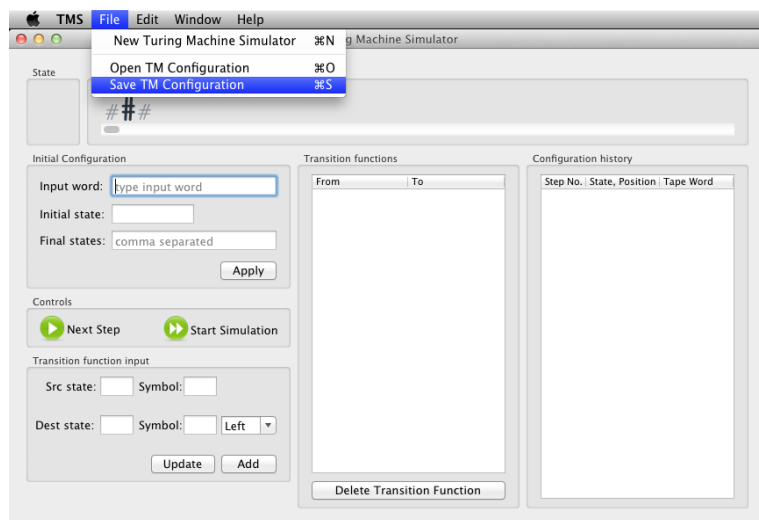 TMS File Edit Window Help
New Turing Machine Simulator ⌘N
g Machine Simulator
Open TM Configuration ⌘O
Save TM Configuration ⌘S
State
# # #
Initial Configuration
Input word: type input word
Initial state:
Final states: comma separated
Apply
Controls
Next Step Start Simulation
Transition function input
Src state: Symbol:
Dest state: Symbol: Left
Update Add
Transition functions
From To
Delete Transition Function
Configuration history
Step No. State, Position Tape Word